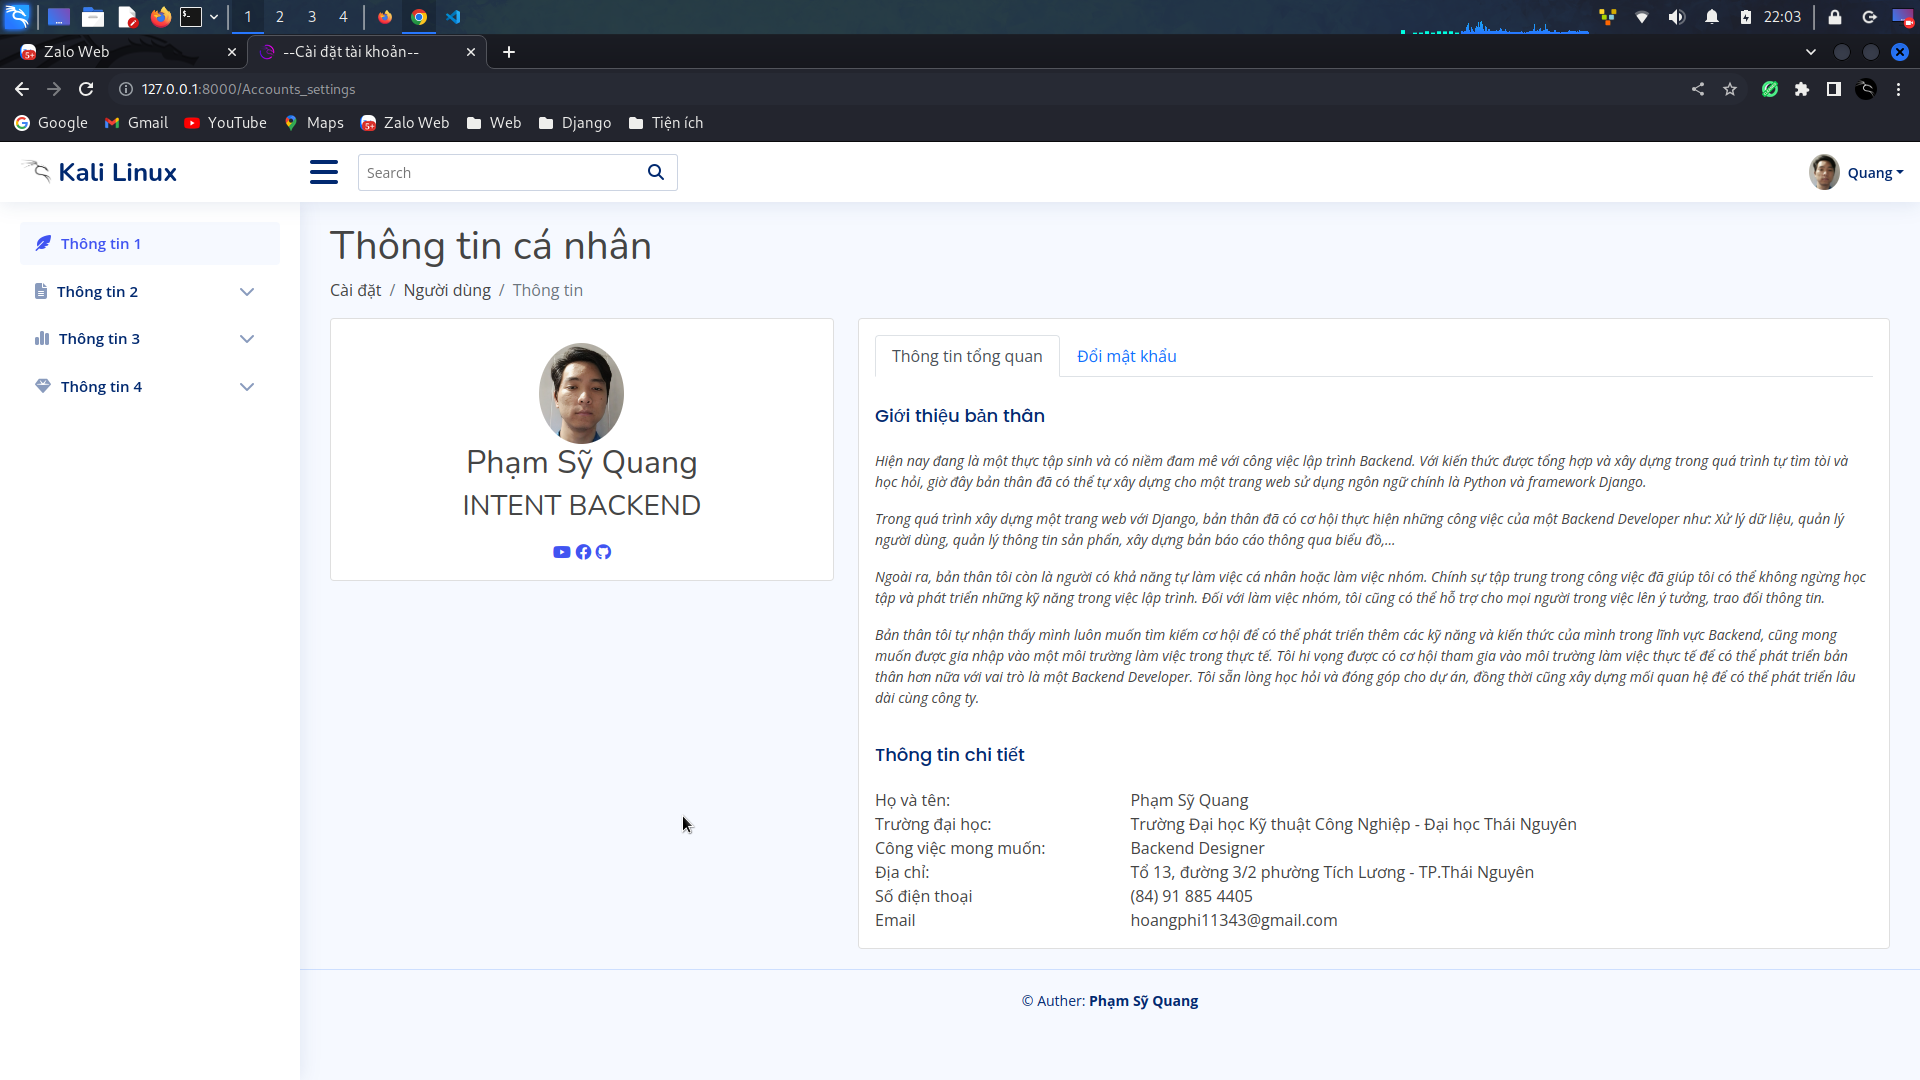 1 2 3 4
22:03
Zalo Web
--Cài đặt tài khoản--
127.0.0.1:8000/Accounts_settings
Google Gmail YouTube Maps Zalo Web Web Django Tiện ích
Kali Linux
Search
Quang
Thông tin 1
Thông tin 2
Thông tin 3
Thông tin 4
Thông tin cá nhân
Cài đặt / Người dùng / Thông tin
Phạm Sỹ Quang
INTENT BACKEND
Thông tin tổng quan
Đổi mật khẩu
Giới thiệu bản thân
Hiện nay đang là một thực tập sinh và có niềm đam mê với công việc lập trình Backend. Với kiến thức được tổng hợp và xây dựng trong quá trình tự tìm tòi và
học hỏi, giờ đây bản thân đã có thể tự xây dựng cho một trang web sử dụng ngôn ngữ chính là Python và framework Django.
Trong quá trình xây dựng một trang web với Django, bản thân đã có cơ hội thực hiện những công việc của một Backend Developer như: Xử lý dữ liệu, quản lý
người dùng, quản lý thông tin sản phẩn, xây dựng bản báo cáo thông qua biểu đồ,...
Ngoài ra, bản thân tôi còn là người có khả năng tự làm việc cá nhân hoặc làm việc nhóm. Chính sự tập trung trong công việc đã giúp tôi có thể không ngừng học
tập và phát triển những kỹ năng trong việc lập trình. Đối với làm việc nhóm, tôi cũng có thể hỗ trợ cho mọi người trong việc lên ý tưởng, trao đổi thông tin.
Bản thân tôi tự nhận thấy mình luôn muốn tìm kiếm cơ hội để có thể phát triển thêm các kỹ năng và kiến thức của mình trong lĩnh vực Backend, cũng mong
muốn được gia nhập vào một môi trường làm việc trong thực tế. Tôi hi vọng được có cơ hội tham gia vào môi trường làm việc thực tế để có thể phát triển bản
thân hơn nữa với vai trò là một Backend Developer. Tôi sẵn lòng học hỏi và đóng góp cho dự án, đồng thời cũng xây dựng mối quan hệ để có thể phát triển lâu
dài cùng công ty.
Thông tin chi tiết
Họ và tên: Phạm Sỹ Quang
Trường đại học: Trường Đại học Kỹ thuật Công Nghiệp - Đại học Thái Nguyên
Công việc mong muốn: Backend Designer
Địa chỉ: Tổ 13, đường 3/2 phường Tích Lương - TP.Thái Nguyên
Số điện thoại (84) 91 885 4405
Email hoangphi11343@gmail.com
© Auther: Phạm Sỹ Quang